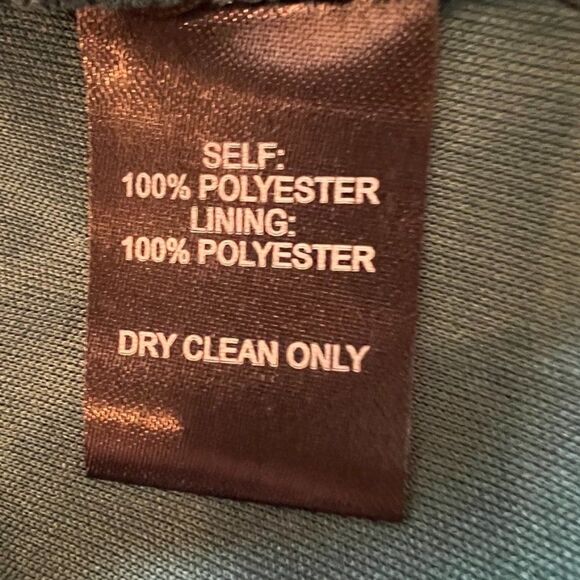 SELF:
100% POLYESTER
LINING:
100% POLYESTER
DRY CLEAN ONLY